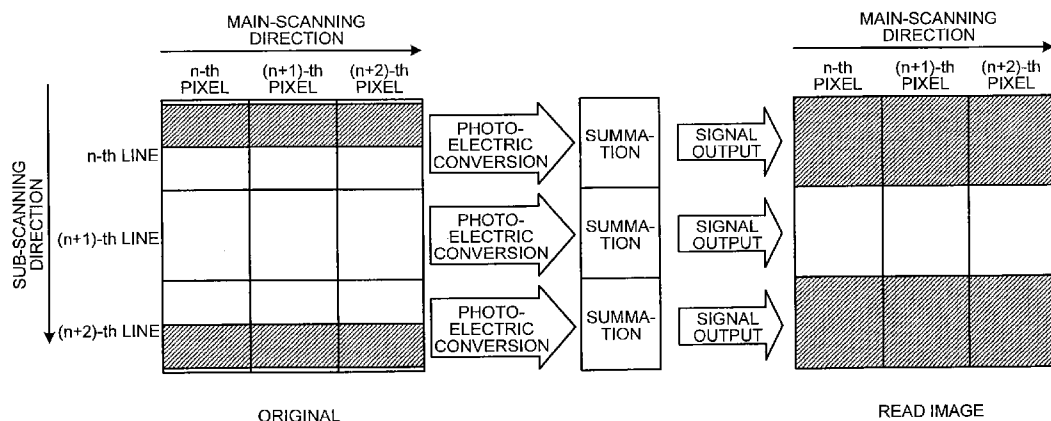 MAIN-SCANNING
DIRECTION
n-th
PIXEL
(n+1)-th
PIXEL
(n+2)-th
PIXEL
SUB-SCANNING
DIRECTION
n-th LINE
(n+1)-th LINE
(n+2)-th LINE
PHOTO-
ELECTRIC
CONVERSION
SUMMA-
TION
SIGNAL
OUTPUT
PHOTO-
ELECTRIC
CONVERSION
SUMMA-
TION
SIGNAL
OUTPUT
PHOTO-
ELECTRIC
CONVERSION
SUMMA-
TION
SIGNAL
OUTPUT
MAIN-SCANNING
DIRECTION
n-th
PIXEL
(n+1)-th
PIXEL
(n+2)-th
PIXEL
ORIGINAL
READ IMAGE